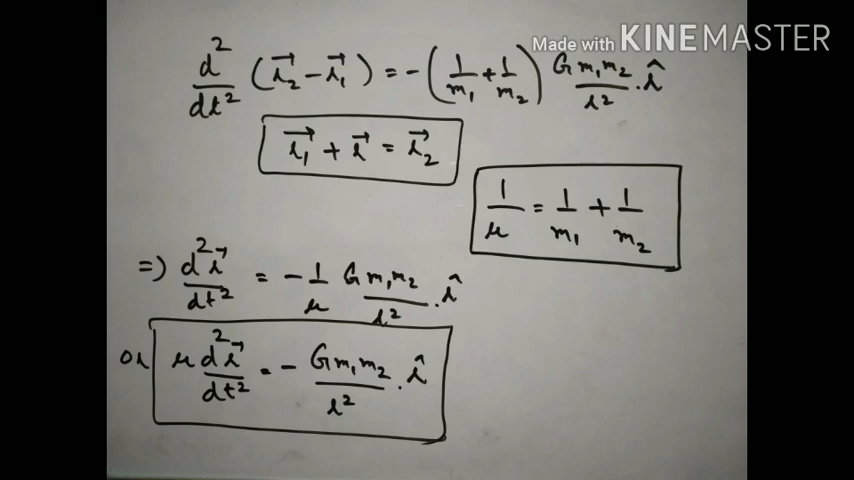 Made with KINEMASTER
d²/dt² (r⃗₂ − r⃗₁) = −(1/m₁ + 1/m₂) Gm₁m₂/r² . r̂
r⃗₁ + r⃗ = r⃗₂
1/μ = 1/m₁ + 1/m₂
=) d²r⃗/dt² = − 1/μ Gm₁m₂/r² . r̂
or μ d²r⃗/dt² = − Gm₁m₂/r² . r̂